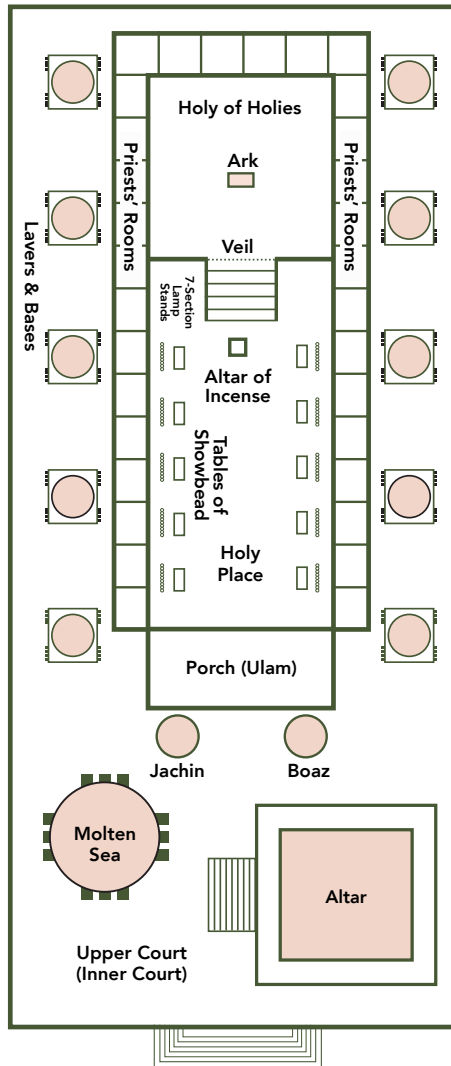 Holy of Holies
Ark
Priests’ Rooms
Priests’ Rooms
Lavers & Bases
Veil
7-Section
Lamp
Stands
Altar of
Incense
Tables of
Showbead
Holy
Place
Porch (Ulam)
Jachin
Boaz
Molten
Sea
Altar
Upper Court
(Inner Court)